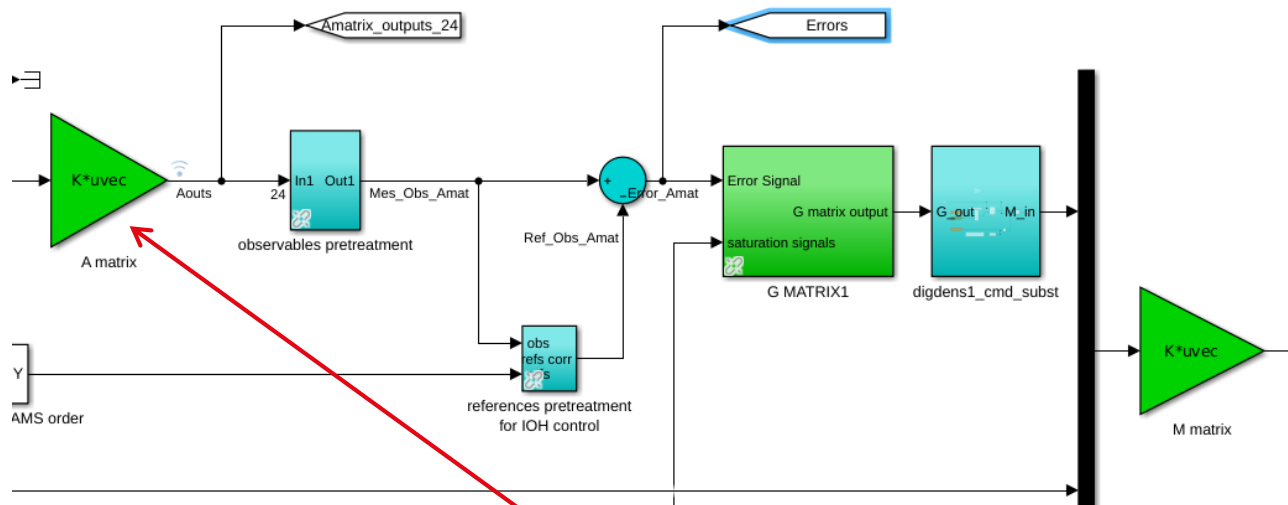 Amatrix_outputs_24
Errors
K*uvec
Aouts
24
In1 Out1
Mes_Obs_Amat
observables pretreatment
A matrix
+
-
Error_Amat
Ref_Obs_Amat
Error Signal
G matrix output
saturation signals
G MATRIX1
G_out M_in
digdens1_cmd_subst
K*uvec
M matrix
obs
refs corr
Y
AMS order
references pretreatment
for IOH control